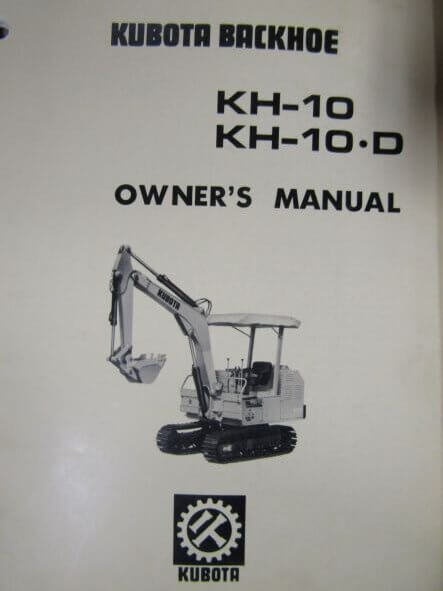 KUBOTA BACKHOE
KH-10
KH-10·D
OWNER'S MANUAL
KUBOTA
KUBOTA